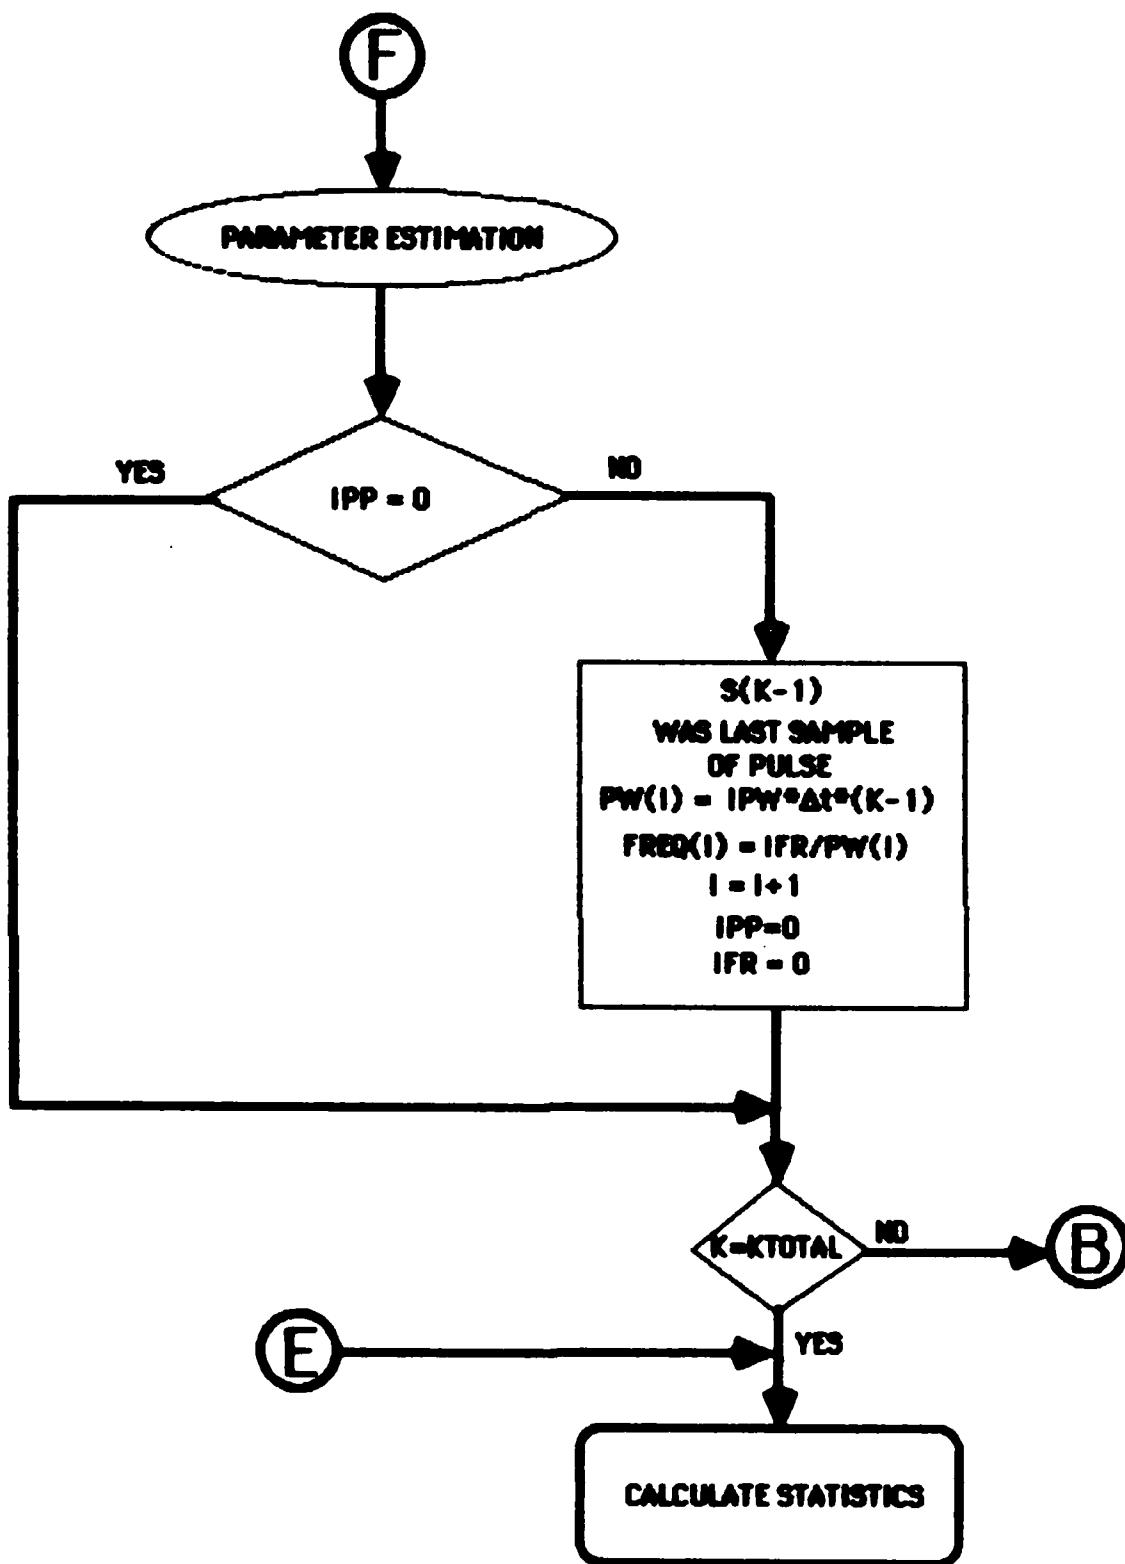 F
PARAMETER ESTIMATION
YES
NO
IPP = 0
S(K-1)
WAS LAST SAMPLE
OF PULSE
PW(I) = IPW*Δt*(K-1)
FREQ(I) = IFR/PW(I)
I = I+1
IPP=0
IFR = 0
K=KTOTAL
NO
B
E
YES
CALCULATE STATISTICS